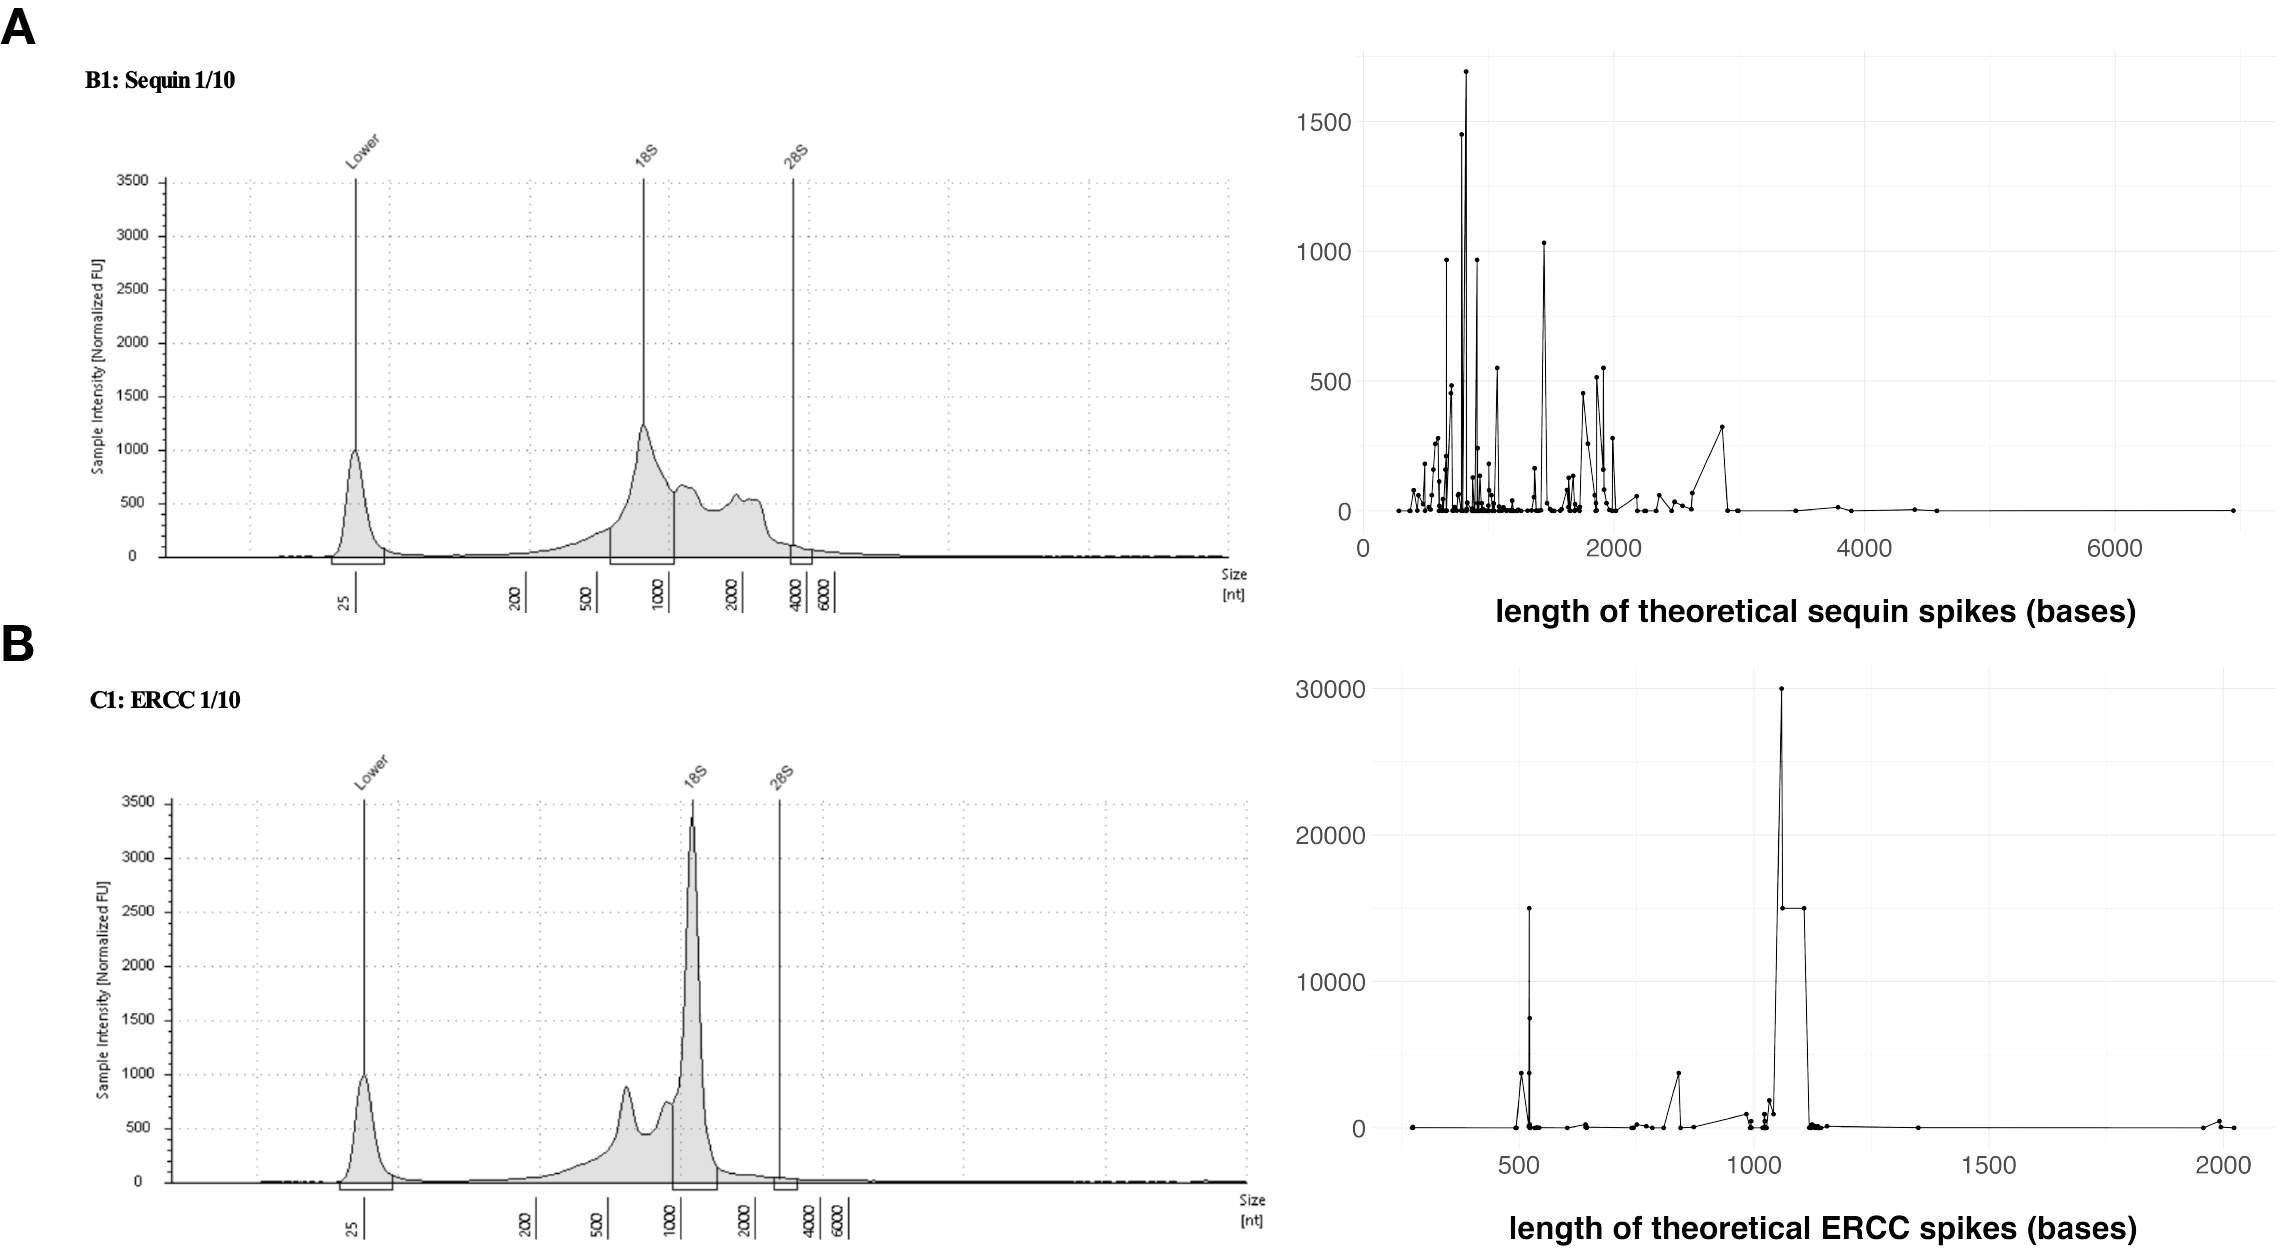 A
B1: Sequin 1/10
Lower
18S
28S
3500
3000
2500
2000
1500
1000
500
0
Sample Intensity [Normalized FU]
25
200
500
1000
2000
4000
6000
Size
[nt]
1500
1000
500
0
0
2000
4000
6000
length of theoretical sequin spikes (bases)
B
C1: ERCC 1/10
Lower
18S
28S
3500
3000
2500
2000
1500
1000
500
0
Sample Intensity [Normalized FU]
25
200
500
1000
2000
4000
6000
Size
[nt]
30000
20000
10000
0
500
1000
1500
2000
length of theoretical ERCC spikes (bases)